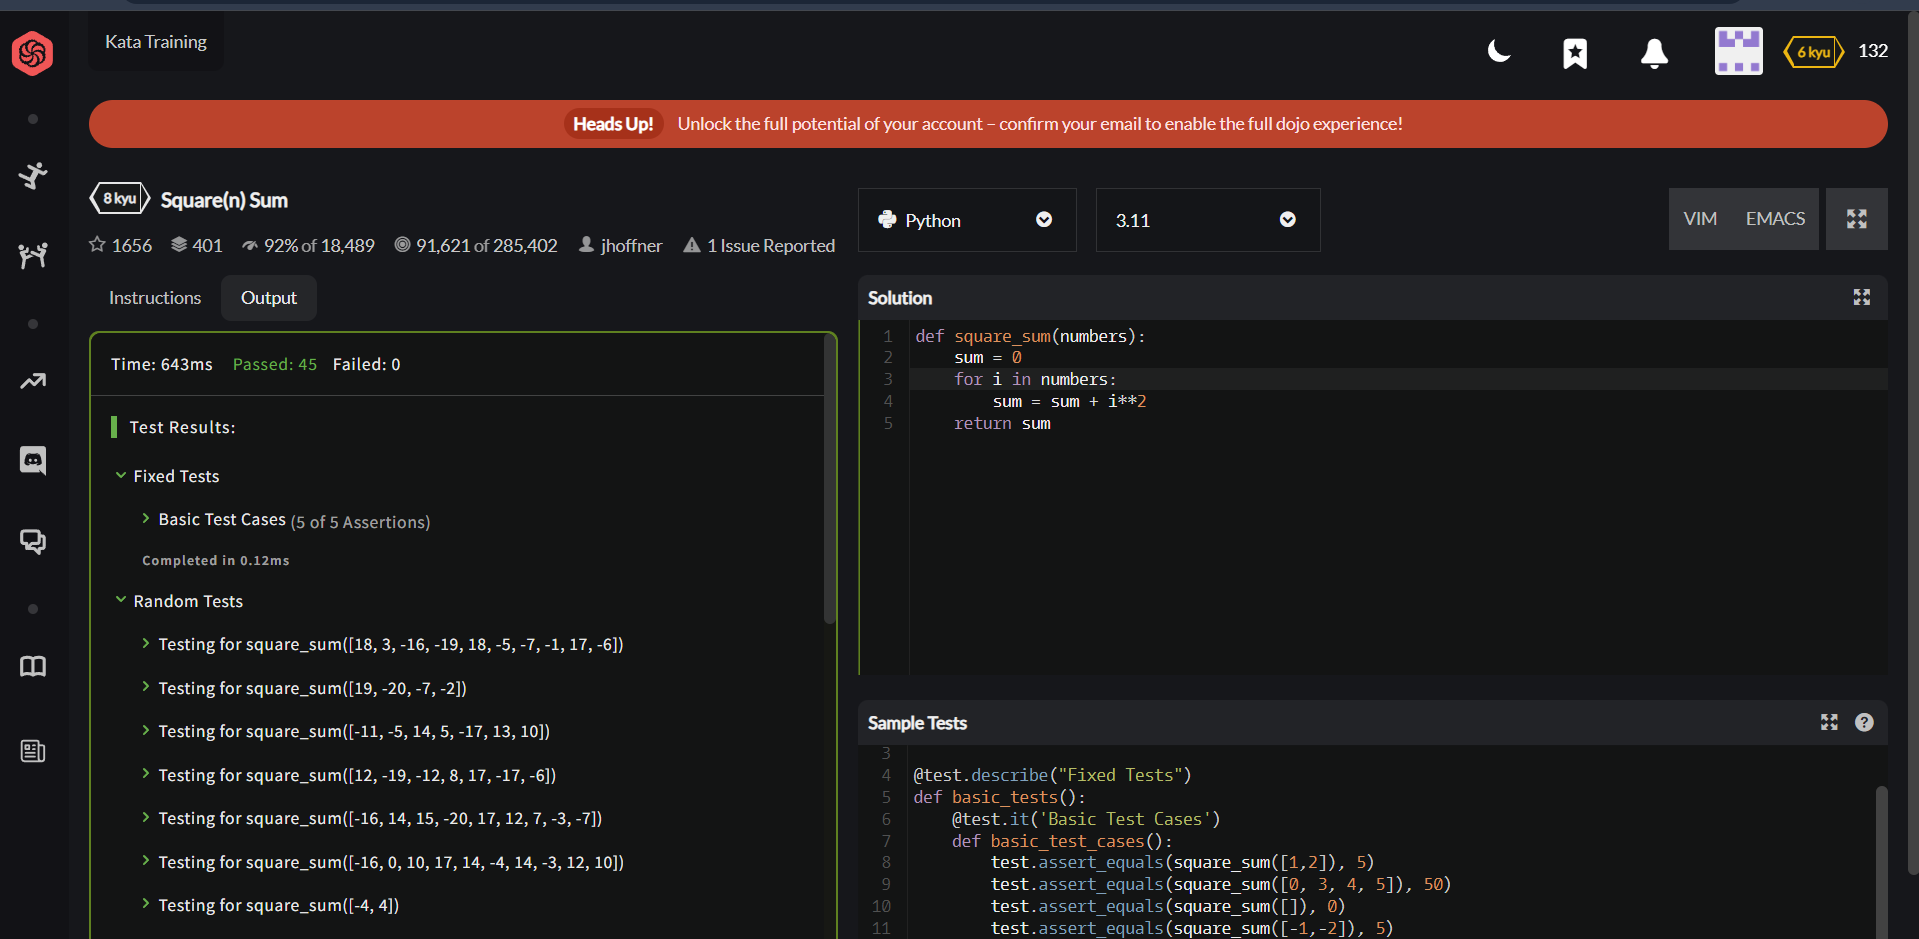 Kata Training
6 kyu 132
Heads Up! Unlock the full potential of your account – confirm your email to enable the full dojo experience!
8 kyu Square(n) Sum
1656 401 92% of 18,489 91,621 of 285,402 jhoffner 1 Issue Reported
Python 3.11 VIM EMACS
Instructions Output
Time: 643ms Passed: 45 Failed: 0
Test Results:
Fixed Tests
Basic Test Cases (5 of 5 Assertions)
Completed in 0.12ms
Random Tests
Testing for square_sum([18, 3, -16, -19, 18, -5, -7, -1, 17, -6])
Testing for square_sum([19, -20, -7, -2])
Testing for square_sum([-11, -5, 14, 5, -17, 13, 10])
Testing for square_sum([12, -19, -12, 8, 17, -17, -6])
Testing for square_sum([-16, 14, 15, -20, 17, 12, 7, -3, -7])
Testing for square_sum([-16, 0, 10, 17, 14, -4, 14, -3, 12, 10])
Testing for square_sum([-4, 4])
Solution
1 def square_sum(numbers):
2     sum = 0
3     for i in numbers:
4         sum = sum + i**2
5     return sum
Sample Tests
3
4 @test.describe("Fixed Tests")
5 def basic_tests():
6     @test.it('Basic Test Cases')
7     def basic_test_cases():
8         test.assert_equals(square_sum([1,2]), 5)
9         test.assert_equals(square_sum([0, 3, 4, 5]), 50)
10         test.assert_equals(square_sum([]), 0)
11         test.assert_equals(square_sum([-1,-2]), 5)